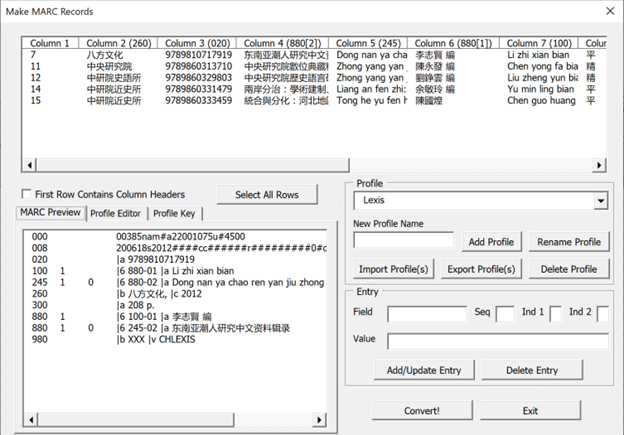 Make MARC Records
Column 1 Column 2 (260) Column 3 (020) Column 4 (880[2]) Column 5 (245) Column 6 (880[1]) Column 7 (100) Colun
7 八方文化 9789810717919 东南亚潮人研究中文资 Dong nan ya cha 李志賢 編 Li zhi xian bian 平
11 中央研究院 9789860313710 中央研究院數位典藏 Zhong yang yan 陳永發 編 Chen yong fa bia 精
12 中研院史語所 9789860329803 中央研究院歷史語言研 Zhong yang yan 劉錚雲 編 Liu zheng yun bia 精
14 中研院近史所 9789860331479 兩岸分治：學術建制、 Liang an fen zhi: 余敏玲 編 Yu min ling bian 平
15 中研院近史所 9789860333459 統合與分化：河北地區 Tong he yu fen h 陳國煌 Chen guo huang 平
First Row Contains Column Headers
Select All Rows
MARC Preview Profile Editor Profile Key
000 00385nam#a22001075u#4500
008 200618s2012####cc######r#########0#c
020 |a 9789810717919
100 1 |6 880-01 |a Li zhi xian bian
245 1 0 |6 880-02 |a Dong nan ya chao ren yan jiu zhong
260 |b 八方文化, |c 2012
300 |a 208 p.
880 1 |6 100-01 |a 李志賢 編
880 1 0 |6 245-02 |a 东南亚潮人研究中文资料辑录
980 |b XXX |v CHLEXIS
Profile
Lexis
New Profile Name
Add Profile Rename Profile
Import Profile(s) Export Profile(s) Delete Profile
Entry
Field Seq Ind 1 Ind 2
Value
Add/Update Entry Delete Entry
Convert! Exit